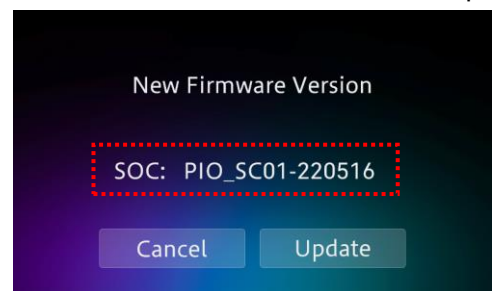 New Firmware Version
SOC: PIO_SC01-220516
Cancel Update